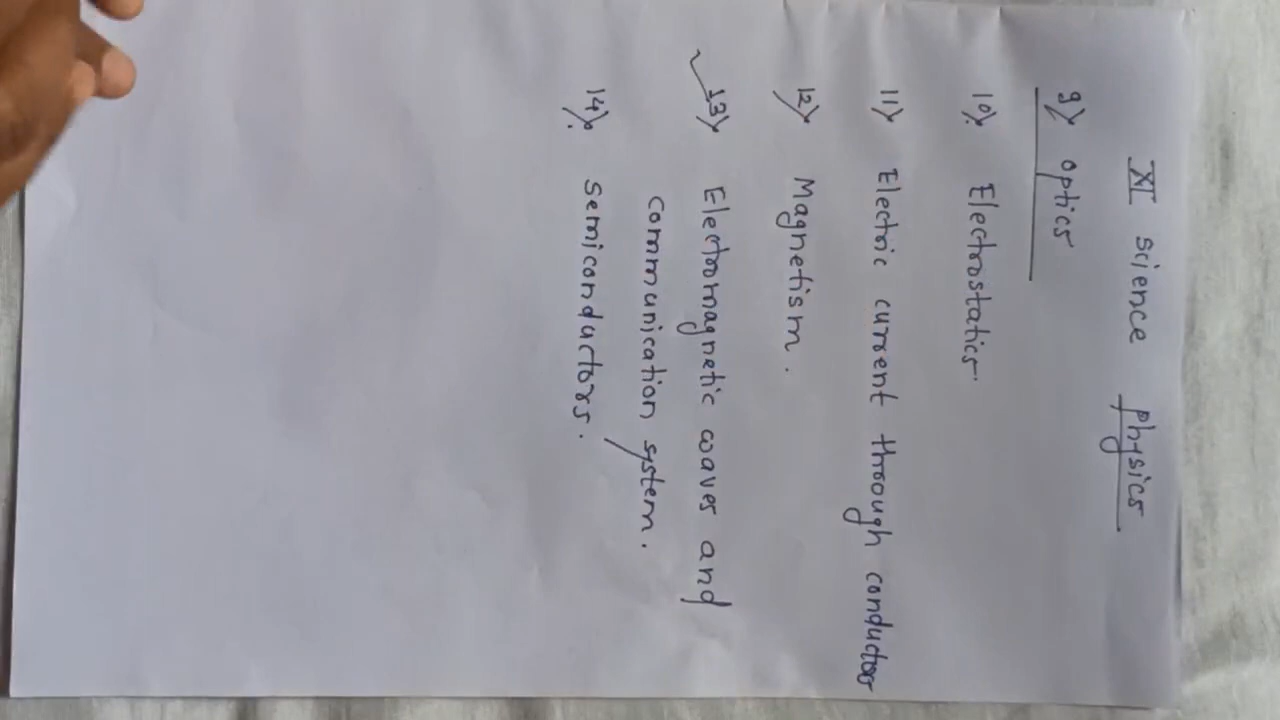 XI science physics
9) optics
10) Electrostatics.
11) Electric current through conductor
12) Magnetism.
13) Electromagnetic waves and
communication system.
14) semiconductors.